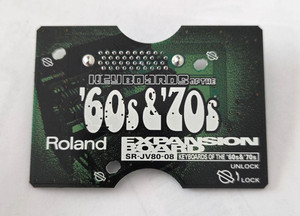 KEYBOARDS OF THE
'60s & '70s
Roland
EXPANSION
BOARD
SR-JV80-08 KEYBOARDS OF THE '60s & '70s
UNLOCK
LOCK